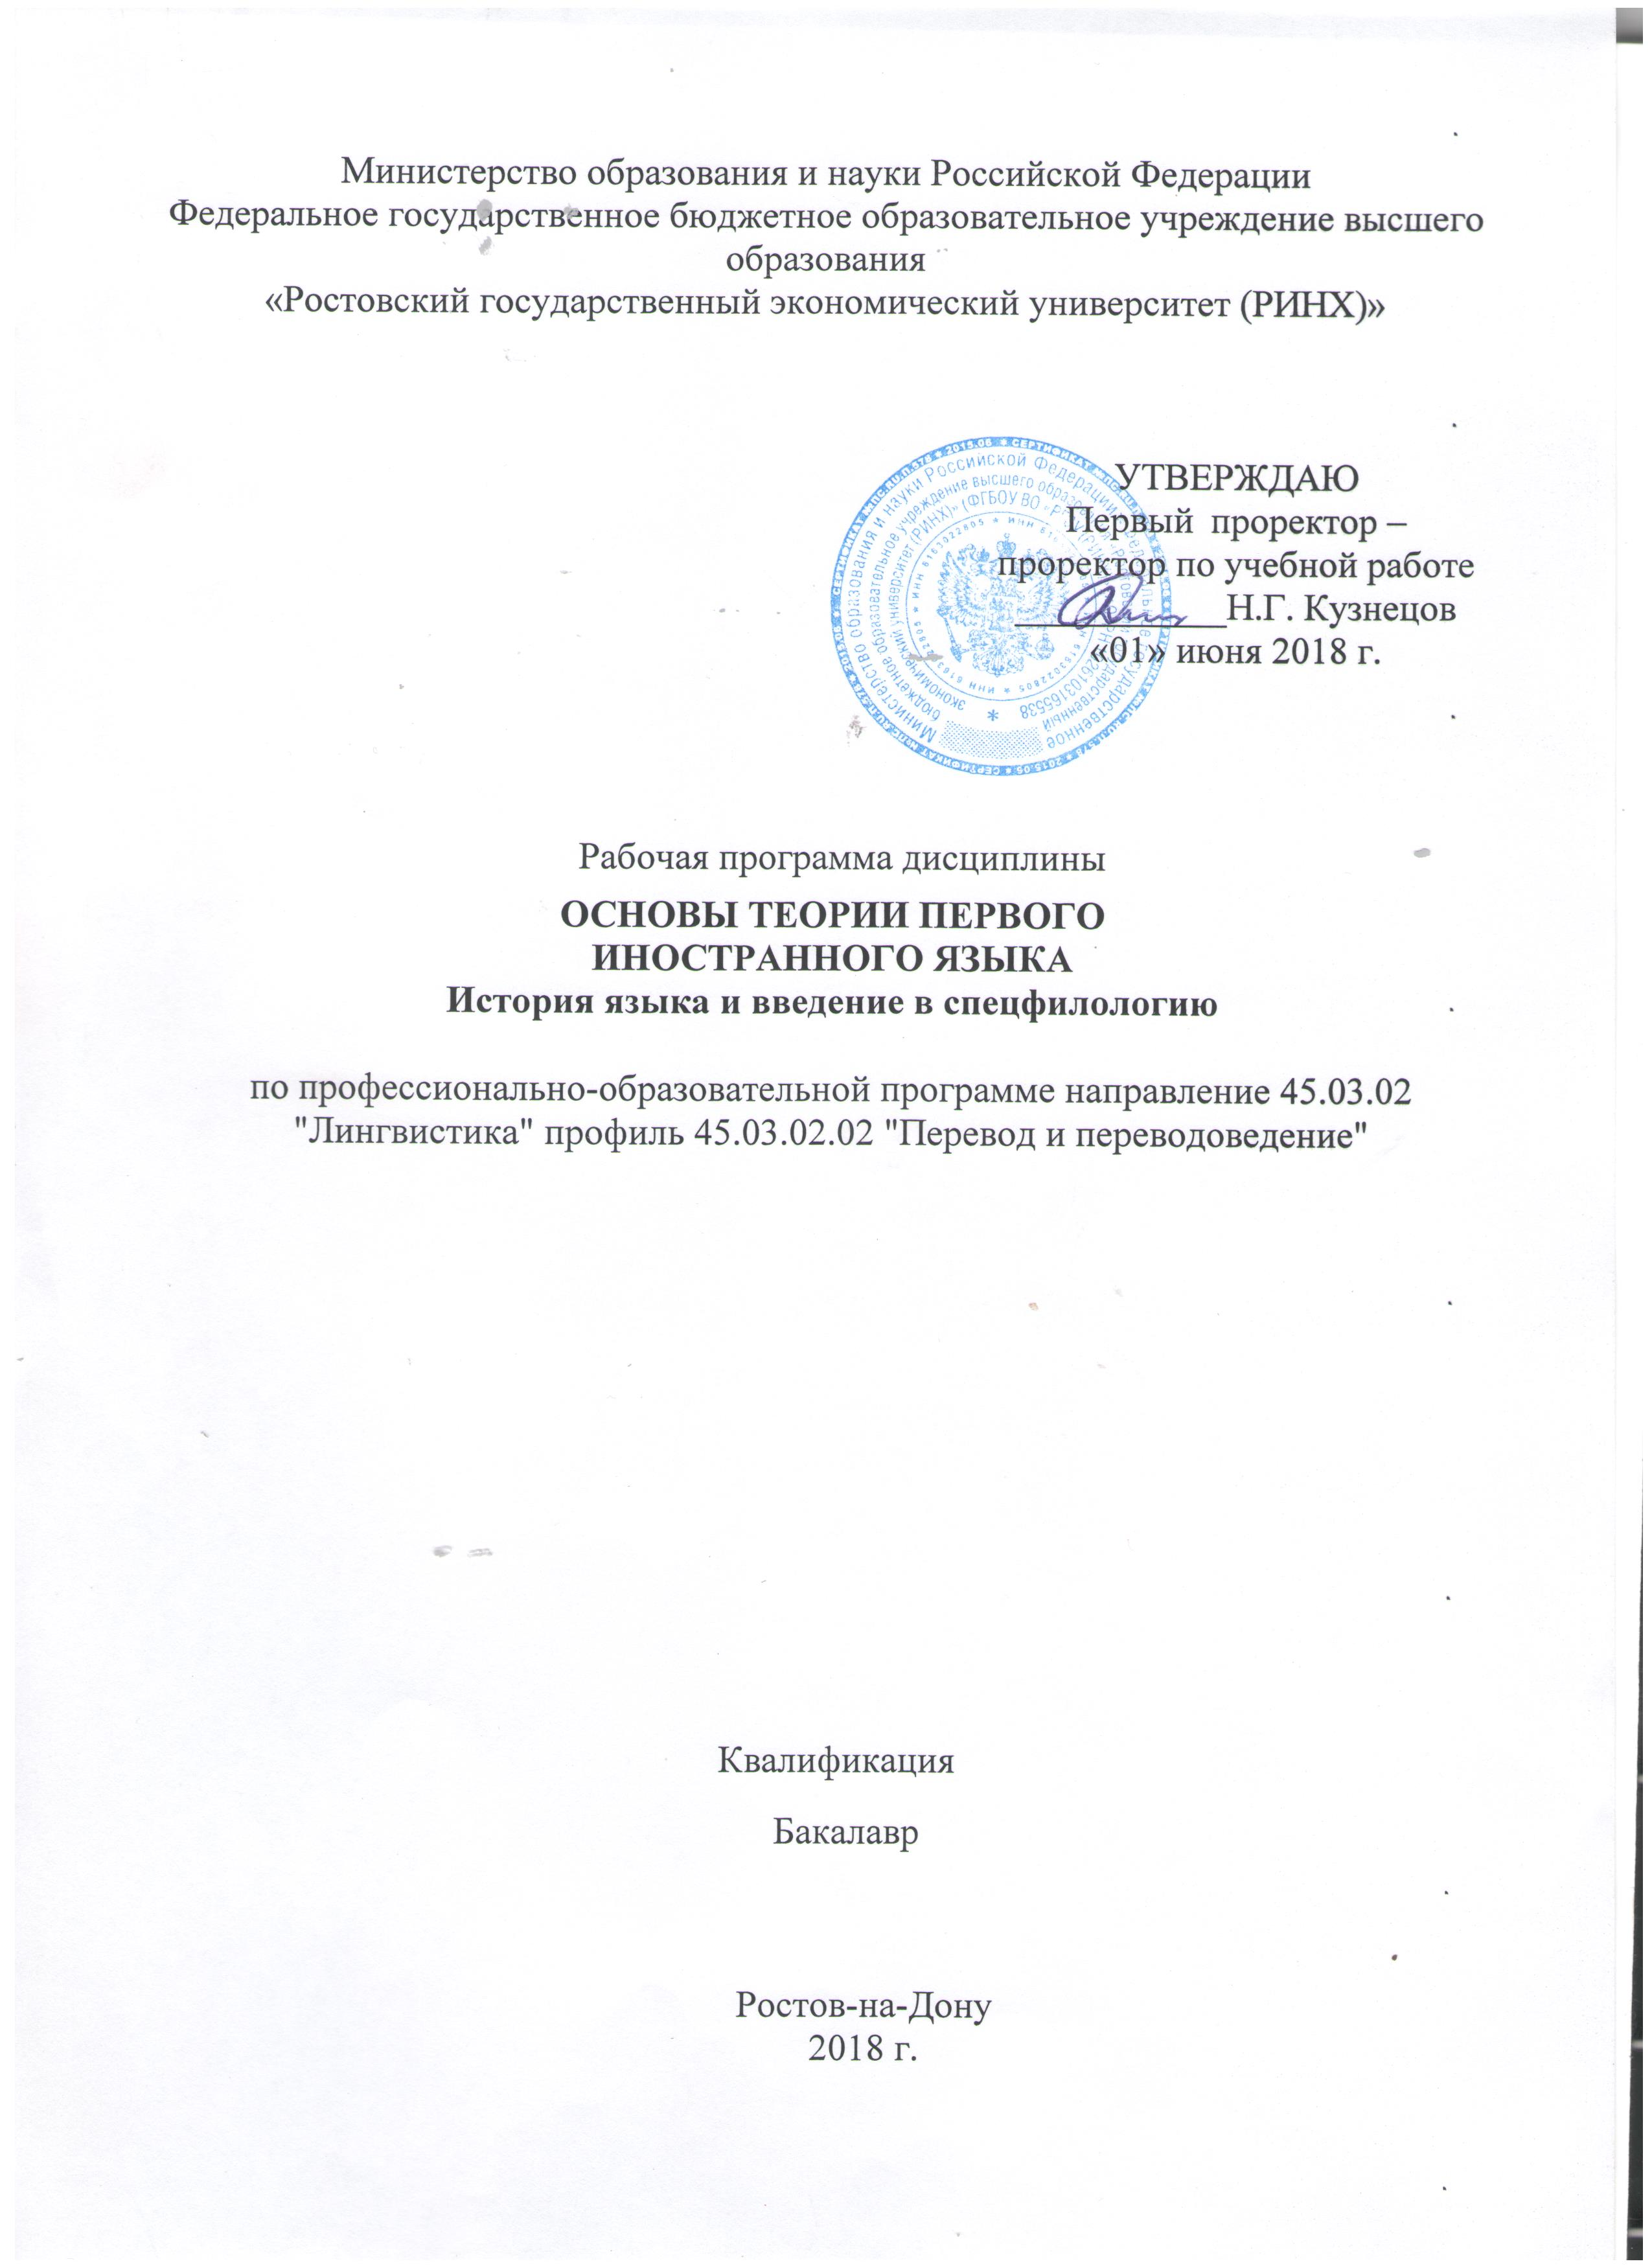 Министерство образования и науки Российской Федерации
Федеральное государственное бюджетное образовательное учреждение высшего
образования
«Ростовский государственный экономический университет (РИНХ)»
УТВЕРЖДАЮ
Первый проректор –
проректор по учебной работе
Н.Г. Кузнецов
«01» июня 2018 г.
Рабочая программа дисциплины
ОСНОВЫ ТЕОРИИ ПЕРВОГО
ИНОСТРАННОГО ЯЗЫКА
История языка и введение в спецфилологию
по профессионально-образовательной программе направление 45.03.02
"Лингвистика" профиль 45.03.02.02 "Перевод и переводоведение"
Квалификация
Бакалавр
Ростов-на-Дону
2018 г.